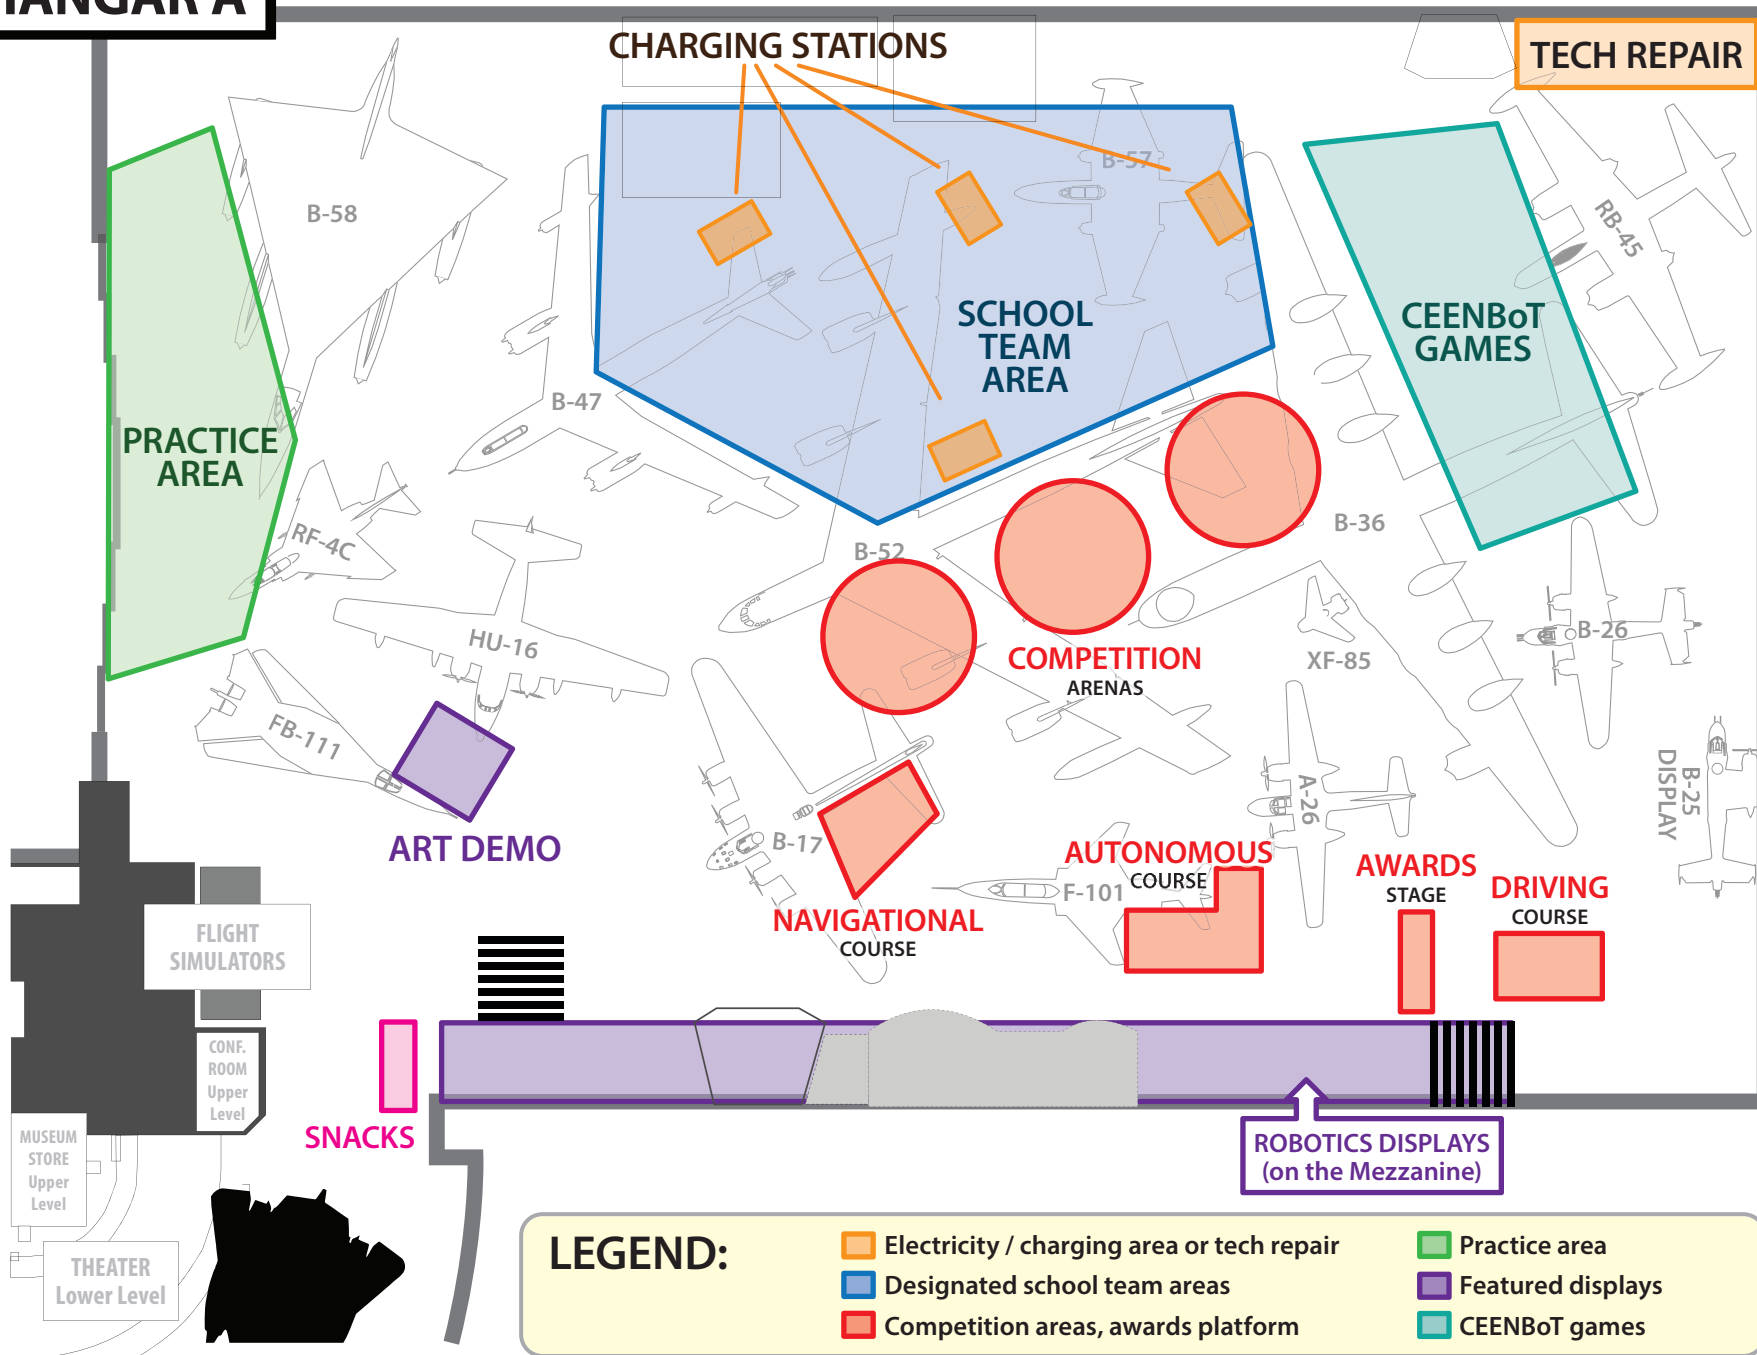 HANGAR A
CHARGING STATIONS
TECH REPAIR
B-58
B-57
RB-45
SCHOOL
TEAM
AREA
CEENBoT
GAMES
B-47
PRACTICE
AREA
RF-4C
B-52
B-36
HU-16
B-26
COMPETITION
ARENAS
XF-85
FB-111
B-25
DISPLAY
A-26
ART DEMO
B-17
AUTONOMOUS
COURSE
F-101
AWARDS
STAGE
DRIVING
COURSE
NAVIGATIONAL
COURSE
FLIGHT
SIMULATORS
CONF.
ROOM
Upper
Level
SNACKS
MUSEUM
STORE
Upper
Level
ROBOTICS DISPLAYS
(on the Mezzanine)
THEATER
Lower Level
LEGEND:
Electricity / charging area or tech repair
Designated school team areas
Competition areas, awards platform
Practice area
Featured displays
CEENBoT games